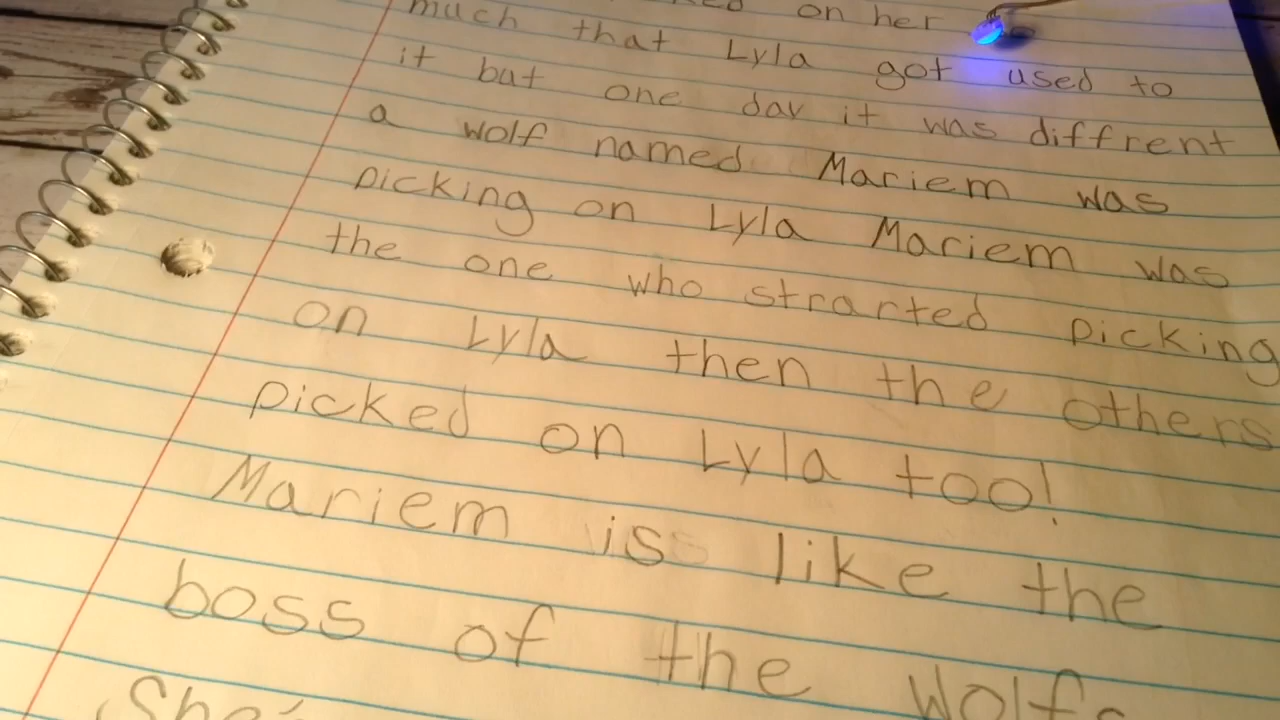 on her
much that Lyla got used to
it but one day it was diffrent
a wolf named Mariem was
picking on Lyla Mariem was
the one who strarted picking
on Lyla then the others
picked on Lyla too!
Mariem is like the
boss of the wolfs
She's